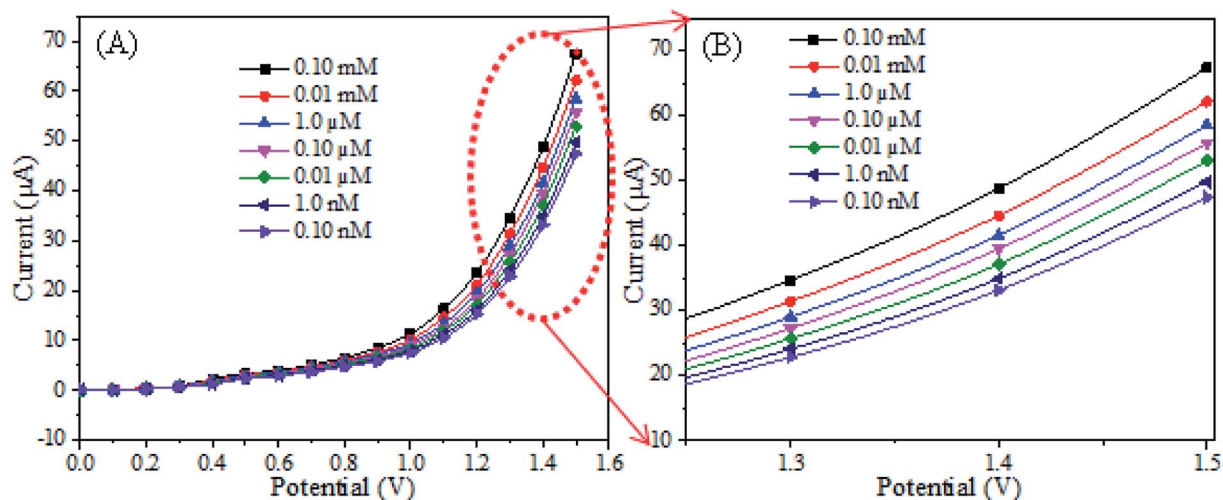 (A)
0.10 mM
0.01 mM
1.0 µM
0.10 µM
0.01 µM
1.0 nM
0.10 nM
Current (µA)
70
60
50
40
30
20
10
0
-10
0.0 0.2 0.4 0.6 0.8 1.0 1.2 1.4 1.6
Potential (V)
(B)
0.10 mM
0.01 mM
1.0 µM
0.10 µM
0.01 µM
1.0 nM
0.10 nM
Current (µA)
70
60
50
40
30
20
10
1.3 1.4 1.5
Potential (V)